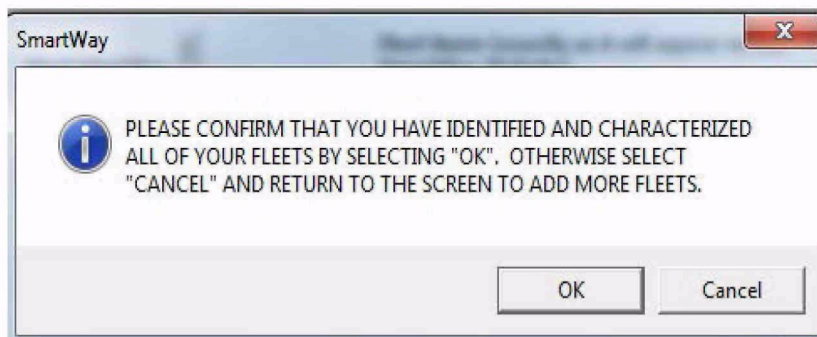 SmartWay
PLEASE CONFIRM THAT YOU HAVE IDENTIFIED AND CHARACTERIZED
ALL OF YOUR FLEETS BY SELECTING "OK".  OTHERWISE SELECT
"CANCEL" AND RETURN TO THE SCREEN TO ADD MORE FLEETS.
OK
Cancel